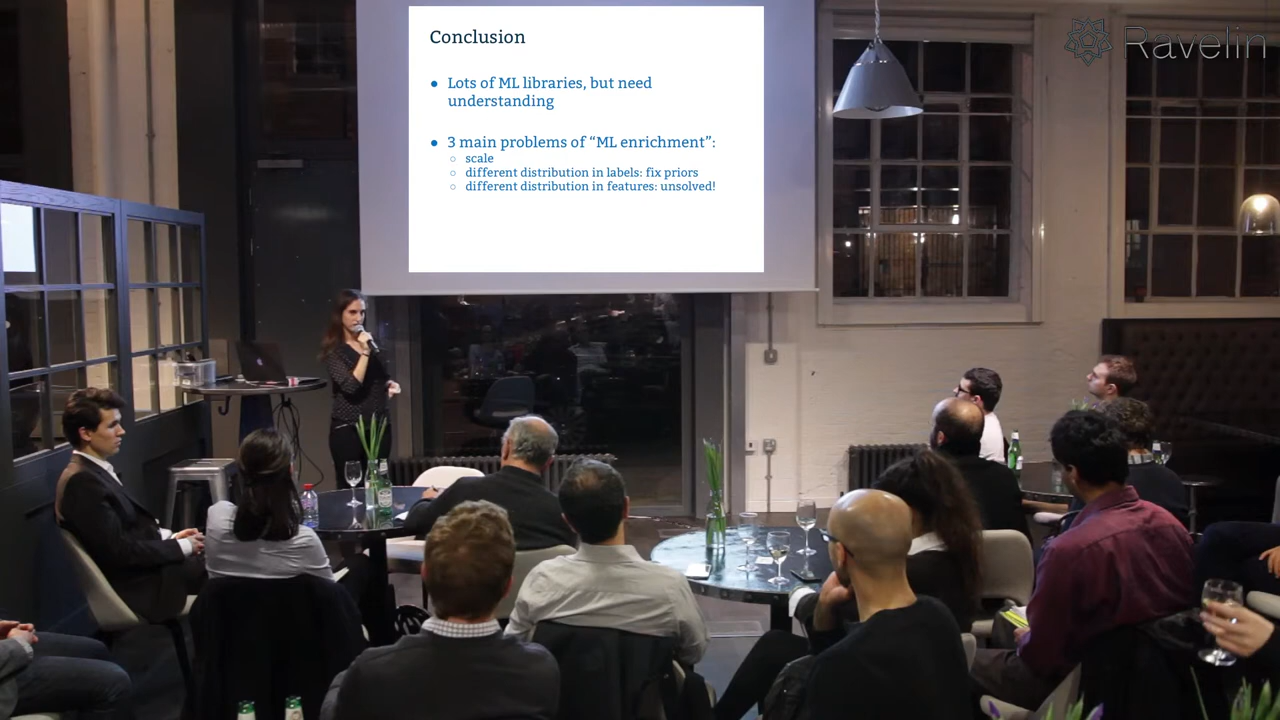 Conclusion
● Lots of ML libraries, but need
understanding
● 3 main problems of “ML enrichment”:
○ scale
○ different distribution in labels: fix priors
○ different distribution in features: unsolved!
Ravelin